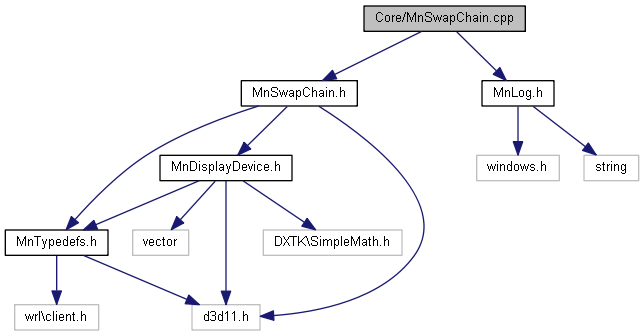 Core/MnSwapChain.cpp
MnSwapChain.h
MnLog.h
MnDisplayDevice.h
windows.h
string
MnTypedefs.h
vector
DXTK\SimpleMath.h
wrl\client.h
d3d11.h